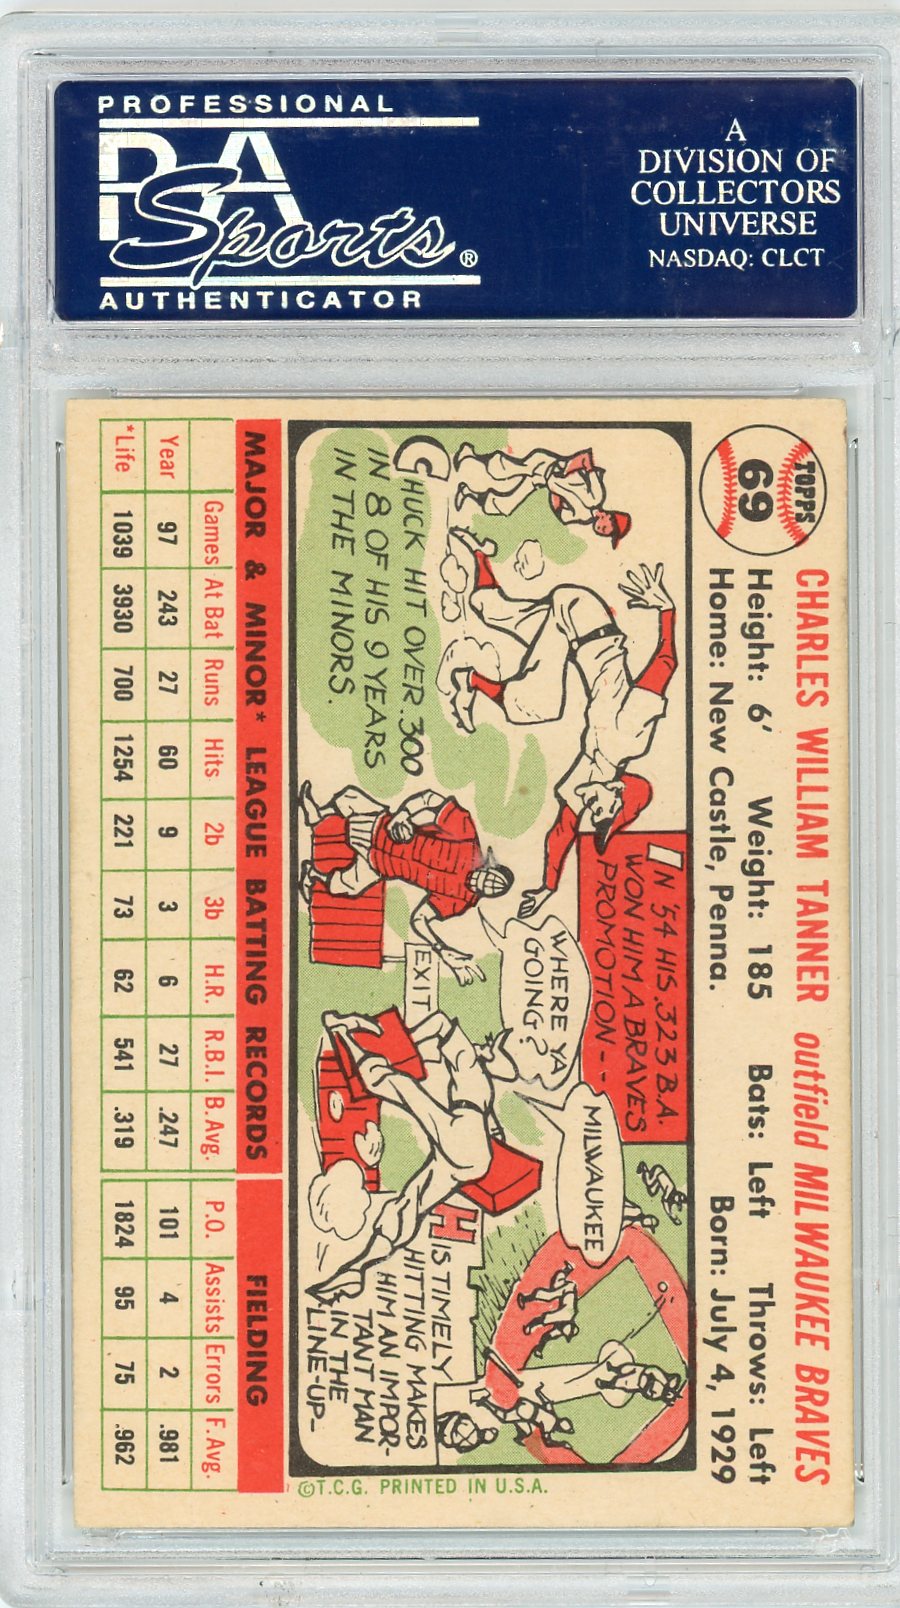 PROFESSIONAL
PSA
Sports®
AUTHENTICATOR
A
DIVISION OF
COLLECTORS
UNIVERSE
NASDAQ: CLCT
TOPPS
69
CHARLES WILLIAM TANNER outfield MILWAUKEE BRAVES
Height: 6' Weight: 185 Bats: Left Throws: Left
Home: New Castle, Penna. Born: July 4, 1929
CHUCK HIT OVER .300
IN 8 OF HIS 9 YEARS
IN THE MINORS.
IN '54 HIS .323 B.A.
WON HIM A BRAVES
PROMOTION--
WHERE YA
GOING?
MILWAUKEE
EXIT
HIS TIMELY
HITTING MAKES
HIM AN IMPOR-
TANT MAN
IN THE
LINE-UP-
MAJOR & MINOR* LEAGUE BATTING RECORDS FIELDING
Games At Bat Runs Hits 2b 3b H.R. R.B.I. B. Avg. P.O. Assists Errors F. Avg.
Year 97 243 27 60 9 3 6 27 .247 101 4 2 .981
*Life 1039 3930 700 1254 221 73 62 541 .319 1824 95 75 .962
©T.C.G. PRINTED IN U.S.A.